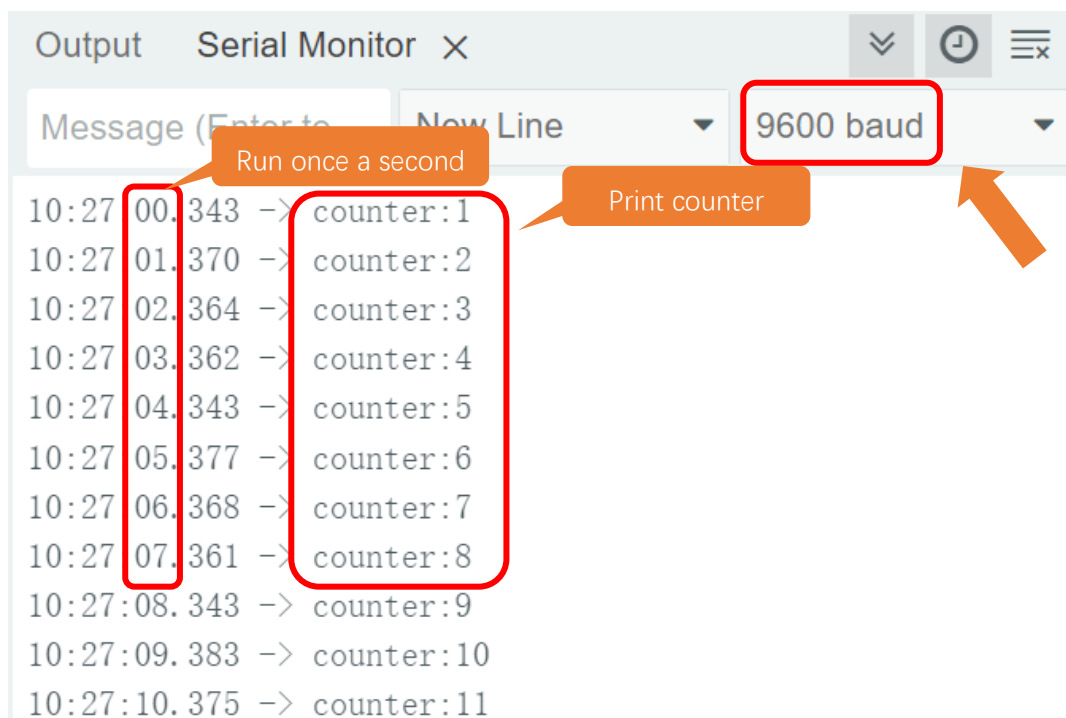 Output Serial Monitor
Message (Enter to New Line 9600 baud
Run once a second
Print counter
10:27:00.343 -> counter:1
10:27:01.370 -> counter:2
10:27:02.364 -> counter:3
10:27:03.362 -> counter:4
10:27:04.343 -> counter:5
10:27:05.377 -> counter:6
10:27:06.368 -> counter:7
10:27:07.361 -> counter:8
10:27:08.343 -> counter:9
10:27:09.383 -> counter:10
10:27:10.375 -> counter:11